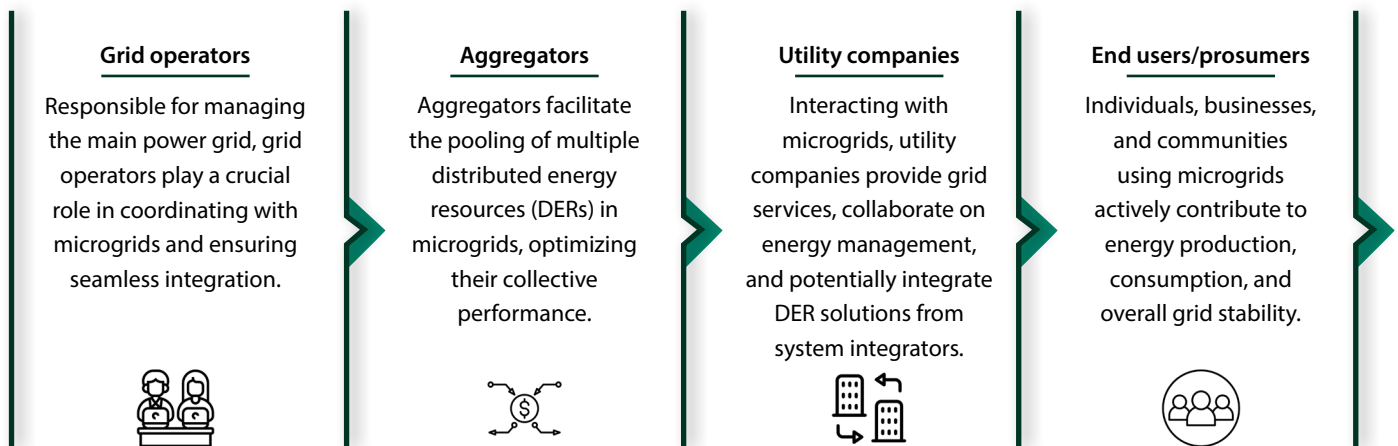 Grid operators
Responsible for managing
the main power grid, grid
operators play a crucial
role in coordinating with
microgrids and ensuring
seamless integration.
Aggregators
Aggregators facilitate
the pooling of multiple
distributed energy
resources (DERs) in
microgrids, optimizing
their collective
performance.
$
Utility companies
Interacting with
microgrids, utility
companies provide grid
services, collaborate on
energy management,
and potentially integrate
DER solutions from
system integrators.
End users/prosumers
Individuals, businesses,
and communities
using microgrids
actively contribute to
energy production,
consumption, and
overall grid stability.